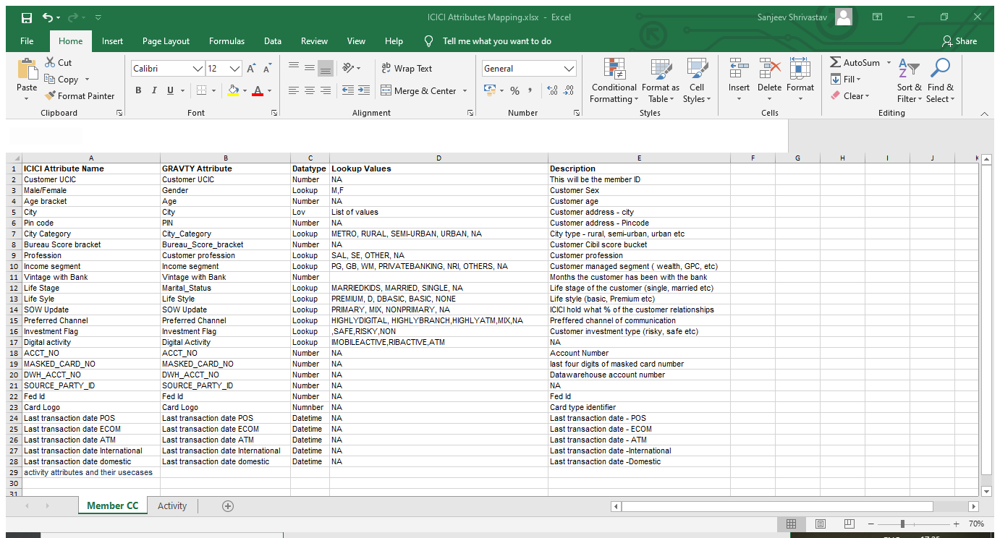 ICICI Attributes Mapping.xlsx - Excel
Sanjeev Shrivastav
File Home Insert Page Layout Formulas Data Review View Help Tell me what you want to do Share
Cut
Copy
Format Painter
Paste
Clipboard
Calibri 12
B I U
Font
Wrap Text
Merge & Center
Alignment
General
Number
Conditional Formatting
Format as Table
Cell Styles
Styles
Insert Delete Format
Cells
AutoSum
Fill
Clear
Sort & Filter
Find & Select
Editing
A B C D E F G H I J K
1 ICICI Attribute Name GRAVTY Attribute Datatype Lookup Values Description
2 Customer UCIC Customer UCIC Number NA This will be the member ID
3 Male/Female Gender Lookup M,F Customer Sex
4 Age bracket Age Number NA Customer age
5 City City Lov List of values Customer address - city
6 Pin code PIN Number NA Customer address - Pincode
7 City Category City_Category Lookup METRO, RURAL, SEMI-URBAN, URBAN, NA City type - rural, semi-urban, urban etc
8 Bureau Score bracket Bureau_Score_bracket Number NA Customer Cibil score bucket
9 Profession Customer profession Lookup SAL, SE, OTHER, NA Customer profession
10 Income segment Income segment Lookup PG, GB, WM, PRIVATEBANKING, NRI, OTHERS, NA Customer managed segment ( wealth, GPC, etc)
11 Vintage with Bank Vintage with Bank Number Months the customer has been with the bank
12 Life Stage Marital_Status Lookup MARRIEDKIDS, MARRIED, SINGLE, NA Life stage of the customer (single, married etc)
13 Life Syle Life Style Lookup PREMIUM, D, DBASIC, BASIC, NONE Life style (basic, Premium etc)
14 SOW Update SOW Update Lookup PRIMARY, MIX, NONPRIMARY, NA ICICI hold what % of the customer relationships
15 Preferred Channel Preferred Channel Lookup HIGHLYDIGITAL, HIGHLYBRANCH,HIGHLYATM,MIX,NA Preffered channel of communication
16 Investment Flag Investment Flag Lookup ,SAFE,RISKY,NON Customer investment type (risky, safe etc)
17 Digital activity Digital Activity Lookup IMOBILEACTIVE,RIBACTIVE,ATM NA
18 ACCT_NO ACCT_NO Number NA Account Number
19 MASKED_CARD_NO MASKED_CARD_NO Number NA last four digits of masked card number
20 DWH_ACCT_NO DWH_ACCT_NO Number NA Datawarehouse account number
21 SOURCE_PARTY_ID SOURCE_PARTY_ID Number NA NA
22 Fed Id Fed Id Number NA Fed Id
23 Card Logo Card Logo Numnber NA Card type identifier
24 Last transaction date POS Last transaction date POS Datetime NA Last transaction date - POS
25 Last transaction date ECOM Last transaction date ECOM Datetime NA Last transaction date - ECOM
26 Last transaction date ATM Last transaction date ATM Datetime NA Last transaction date - ATM
27 Last transaction date International Last transaction date International Datetime NA Last transaction date -International
28 Last transaction date domestic Last transaction date domestic Datetime NA Last transaction date -Domestic
29 activity attributes and their usecases
30
31
Member CC Activity
70%